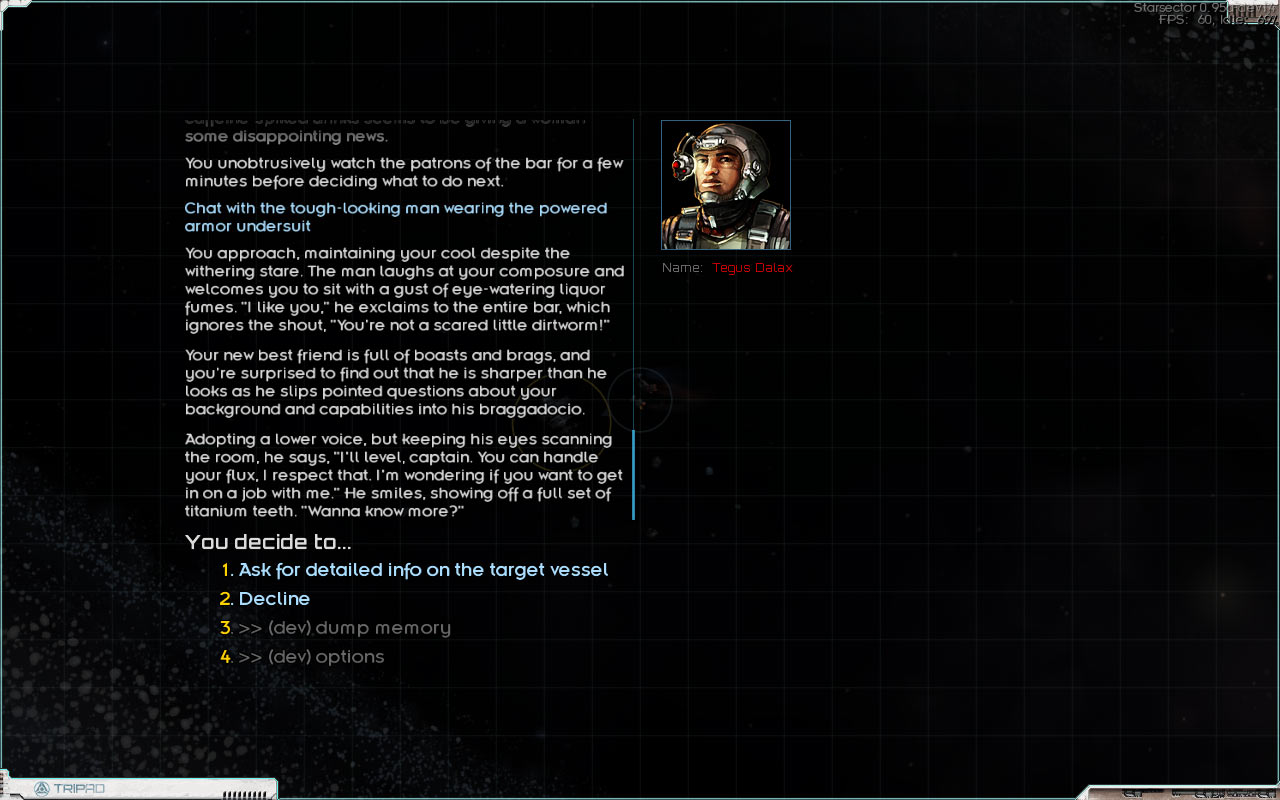 Starsector 0.95a-dev
FPS: 60, Idle:
some disappointing news.
You unobtrusively watch the patrons of the bar for a few
minutes before deciding what to do next.
Chat with the tough-looking man wearing the powered
armor undersuit
You approach, maintaining your cool despite the
withering stare. The man laughs at your composure and
welcomes you to sit with a gust of eye-watering liquor
fumes. "I like you," he exclaims to the entire bar, which
ignores the shout, "You're not a scared little dirtworm!"
Your new best friend is full of boasts and brags, and
you're surprised to find out that he is sharper than he
looks as he slips pointed questions about your
background and capabilities into his braggadocio.
Adopting a lower voice, but keeping his eyes scanning
the room, he says, "I'll level, captain. You can handle
your flux, I respect that. I'm wondering if you want to get
in on a job with me." He smiles, showing off a full set of
titanium teeth. "Wanna know more?"
Name: Tegus Dalax
You decide to...
1. Ask for detailed info on the target vessel
2. Decline
3. >> (dev) dump memory
4. >> (dev) options
TRIPAD